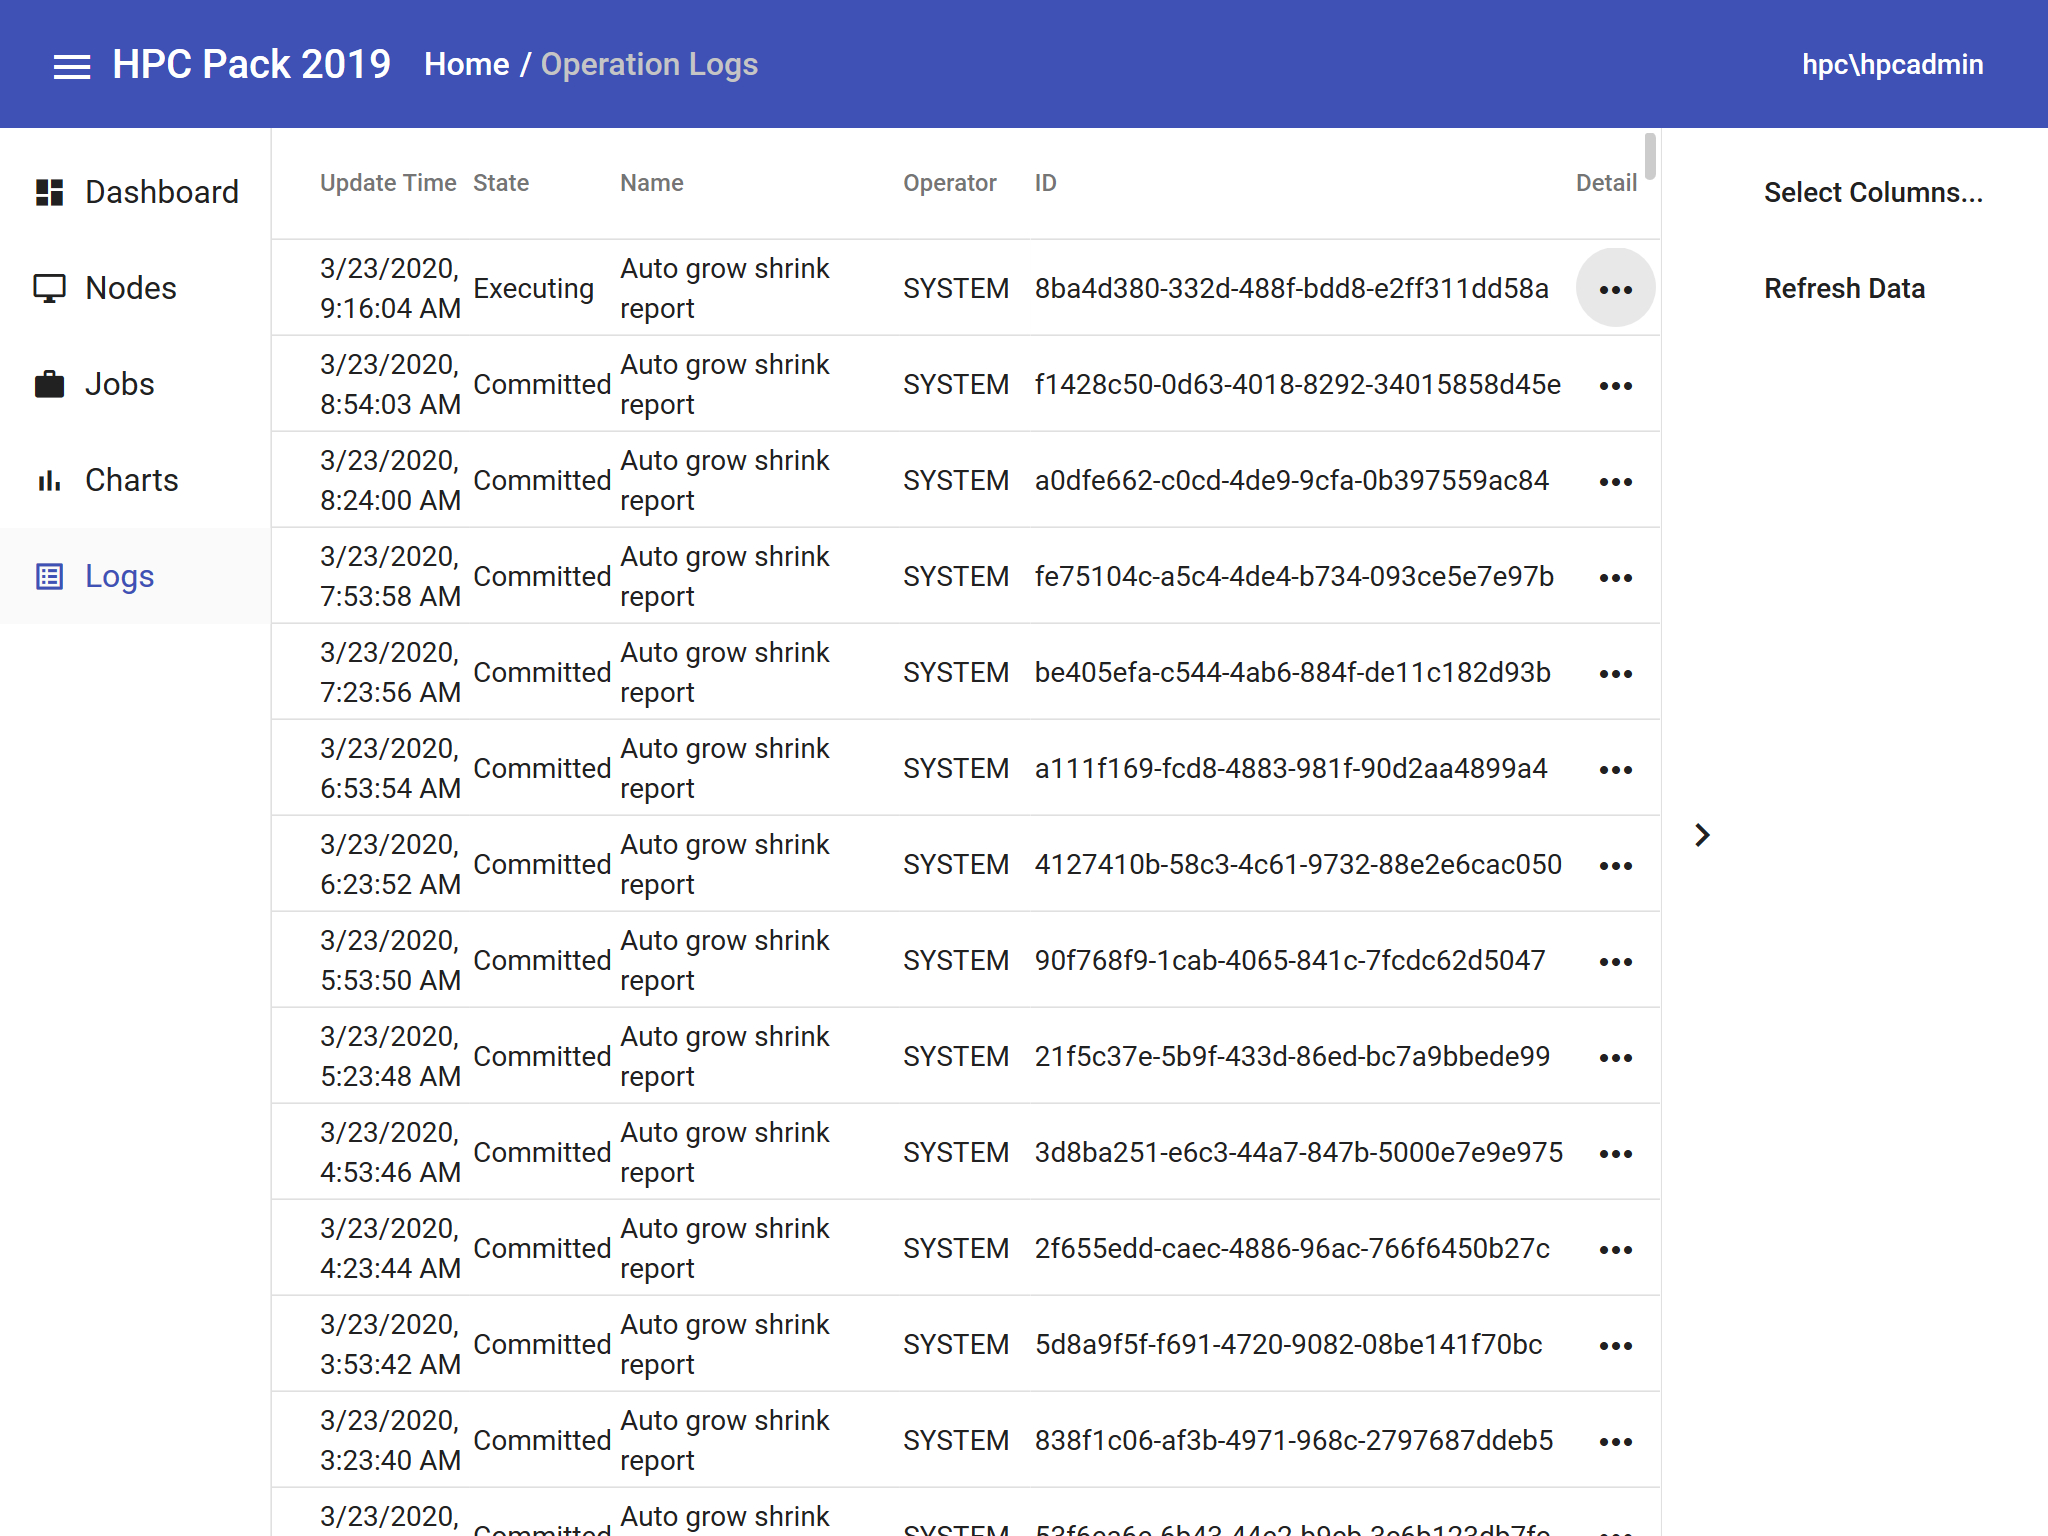 HPC Pack 2019 Home / Operation Logs hpc\hpcadmin
Dashboard
Nodes
Jobs
Charts
Logs
Update Time State Name Operator ID Detail
3/23/2020, 9:16:04 AM Executing Auto grow shrink report SYSTEM 8ba4d380-332d-488f-bdd8-e2ff311dd58a
3/23/2020, 8:54:03 AM Committed Auto grow shrink report SYSTEM f1428c50-0d63-4018-8292-34015858d45e
3/23/2020, 8:24:00 AM Committed Auto grow shrink report SYSTEM a0dfe662-c0cd-4de9-9cfa-0b397559ac84
3/23/2020, 7:53:58 AM Committed Auto grow shrink report SYSTEM fe75104c-a5c4-4de4-b734-093ce5e7e97b
3/23/2020, 7:23:56 AM Committed Auto grow shrink report SYSTEM be405efa-c544-4ab6-884f-de11c182d93b
3/23/2020, 6:53:54 AM Committed Auto grow shrink report SYSTEM a111f169-fcd8-4883-981f-90d2aa4899a4
3/23/2020, 6:23:52 AM Committed Auto grow shrink report SYSTEM 4127410b-58c3-4c61-9732-88e2e6cac050
3/23/2020, 5:53:50 AM Committed Auto grow shrink report SYSTEM 90f768f9-1cab-4065-841c-7fcdc62d5047
3/23/2020, 5:23:48 AM Committed Auto grow shrink report SYSTEM 21f5c37e-5b9f-433d-86ed-bc7a9bbede99
3/23/2020, 4:53:46 AM Committed Auto grow shrink report SYSTEM 3d8ba251-e6c3-44a7-847b-5000e7e9e975
3/23/2020, 4:23:44 AM Committed Auto grow shrink report SYSTEM 2f655edd-caec-4886-96ac-766f6450b27c
3/23/2020, 3:53:42 AM Committed Auto grow shrink report SYSTEM 5d8a9f5f-f691-4720-9082-08be141f70bc
3/23/2020, 3:23:40 AM Committed Auto grow shrink report SYSTEM 838f1c06-af3b-4971-968c-2797687ddeb5
3/23/2020, Committed Auto grow shrink SYSTEM
Select Columns...
Refresh Data